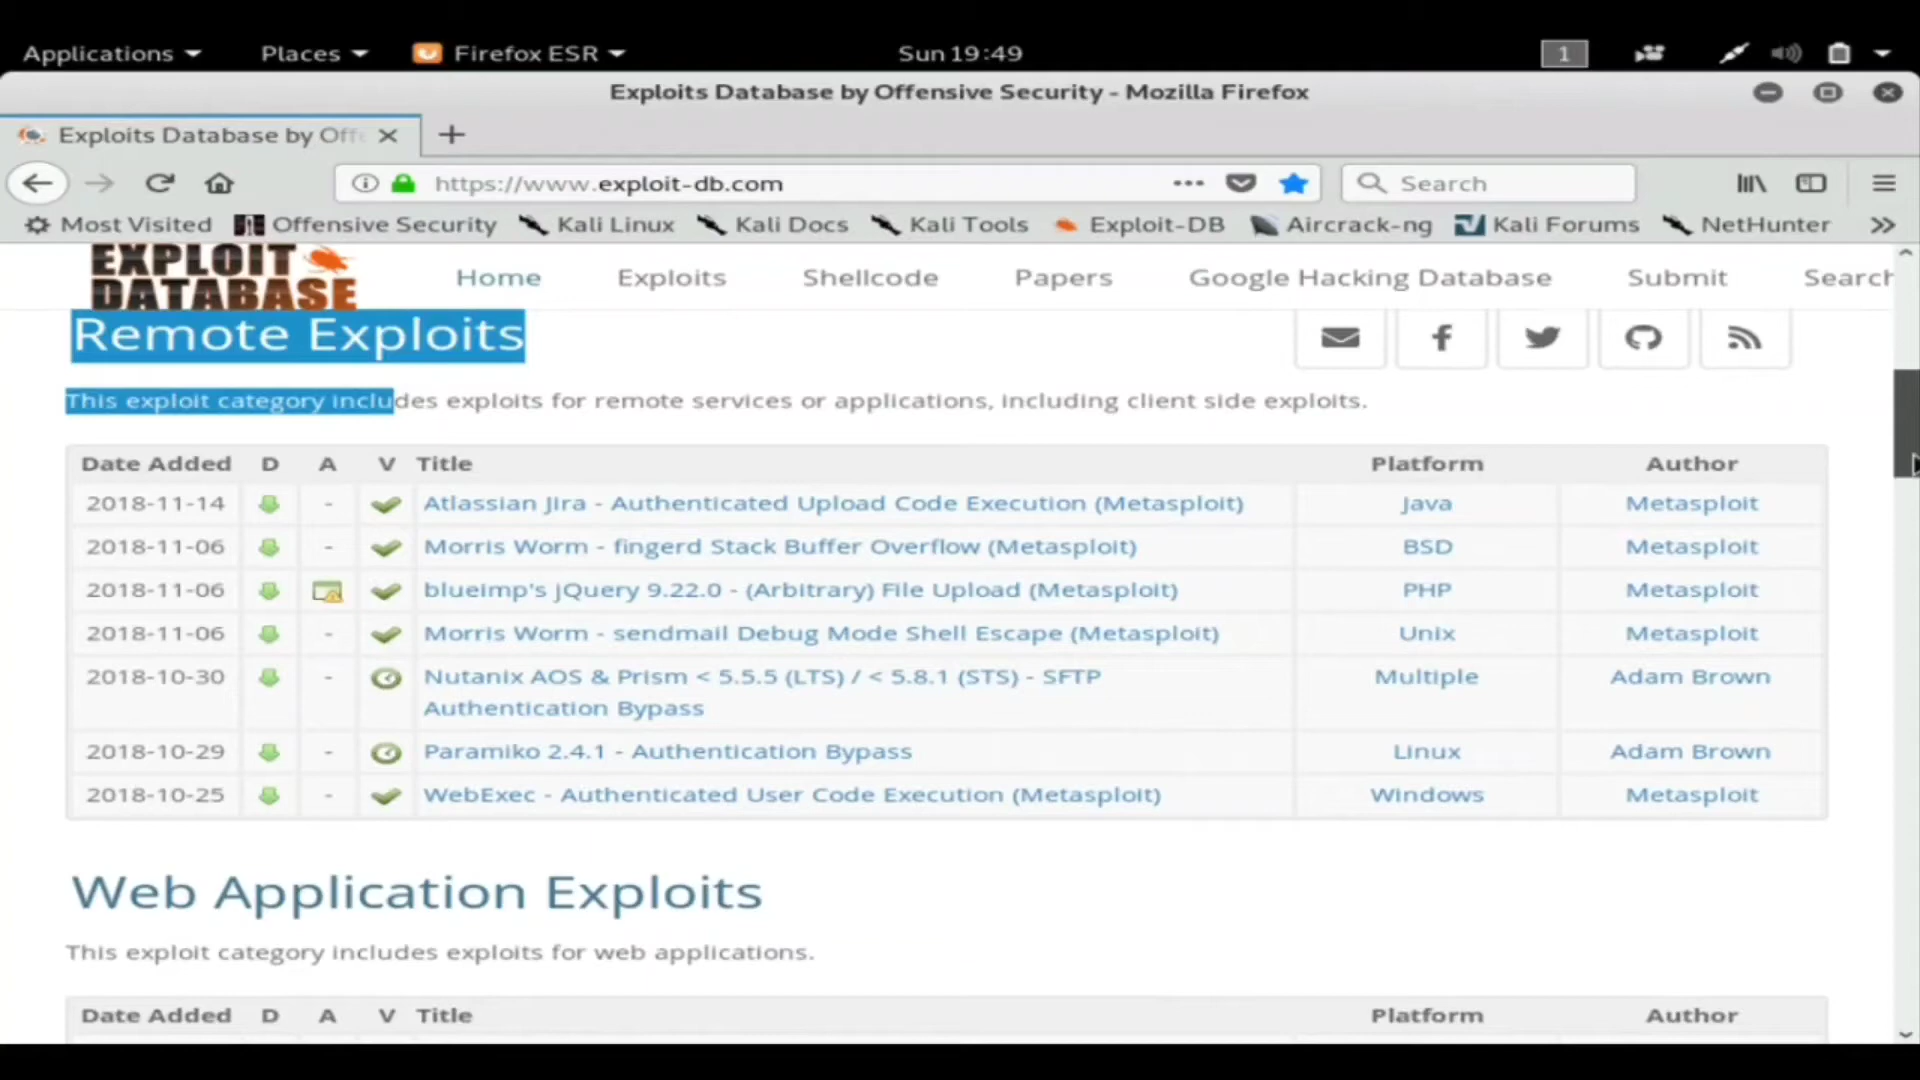 Applications Places Firefox ESR Sun 19:49 1
Exploits Database by Offensive Security - Mozilla Firefox
Exploits Database by Off
https://www.exploit-db.com Search
Most Visited Offensive Security Kali Linux Kali Docs Kali Tools Exploit-DB Aircrack-ng Kali Forums NetHunter
EXPLOIT
DATABASE
Home Exploits Shellcode Papers Google Hacking Database Submit Search
Remote Exploits
This exploit category includes exploits for remote services or applications, including client side exploits.
Date Added D A V Title Platform Author
2018-11-14 - Atlassian Jira - Authenticated Upload Code Execution (Metasploit) Java Metasploit
2018-11-06 - Morris Worm - fingerd Stack Buffer Overflow (Metasploit) BSD Metasploit
2018-11-06 blueimp's jQuery 9.22.0 - (Arbitrary) File Upload (Metasploit) PHP Metasploit
2018-11-06 - Morris Worm - sendmail Debug Mode Shell Escape (Metasploit) Unix Metasploit
2018-10-30 - Nutanix AOS & Prism < 5.5.5 (LTS) / < 5.8.1 (STS) - SFTP Multiple Adam Brown
Authentication Bypass
2018-10-29 - Paramiko 2.4.1 - Authentication Bypass Linux Adam Brown
2018-10-25 - WebExec - Authenticated User Code Execution (Metasploit) Windows Metasploit
Web Application Exploits
This exploit category includes exploits for web applications.
Date Added D A V Title Platform Author